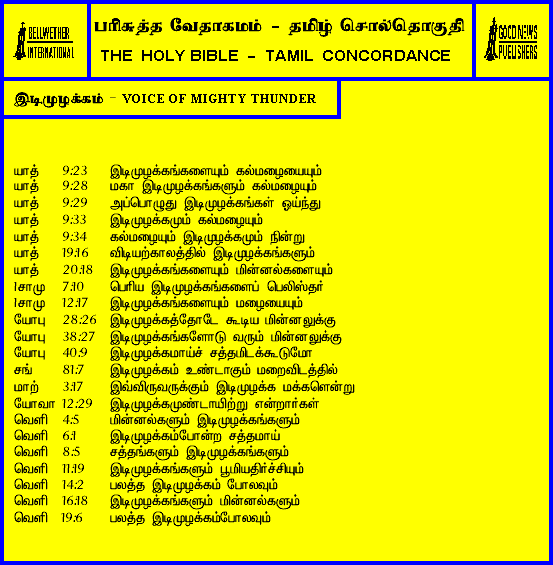 BELLWETHER
INTERNATIONAL
பரிசுத்த வேதாகமம் - தமிழ் சொல்தொகுதி
THE HOLY BIBLE - TAMIL CONCORDANCE
GOOD NEWS
PUBLISHERS
இடிமுழக்கம் - VOICE OF MIGHTY THUNDER
யாத் 9:23 இடிமுழக்கங்களையும் கல்மழையையும்
யாத் 9:28 மகா இடிமுழக்கங்களும் கல்மழையும்
யாத் 9:29 அப்பொழுது இடிமுழக்கங்கள் ஓய்ந்து
யாத் 9:33 இடிமுழக்கமும் கல்மழையும்
யாத் 9:34 கல்மழையும் இடிமுழக்கமும் நின்று
யாத் 19:16 விடியற்காலத்தில் இடிமுழக்கங்களும்
யாத் 20:18 இடிமுழக்கங்களையும் மின்னல்களையும்
1சாமு 7:10 பெரிய இடிமுழக்கங்களைப் பெலிஸ்தர்
1சாமு 12:17 இடிமுழக்கங்களையும் மழையையும்
யோபு 28:26 இடிமுழக்கத்தோடே கூடிய மின்னலுக்கு
யோபு 38:27 இடிமுழக்கங்களோடு வரும் மின்னலுக்கு
யோபு 40:9 இடிமுழக்கமாய்ச் சத்தமிடக்கூடுமோ
சங் 81:7 இடிமுழக்கம் உண்டாகும் மறைவிடத்தில்
மாற் 3:17 இவ்விருவருக்கும் இடிமுழக்க மக்களென்று
யோவா 12:29 இடிமுழக்கமுண்டாயிற்று என்றார்கள்
வெளி 4:5 மின்னல்களும் இடிமுழக்கங்களும்
வெளி 6:1 இடிமுழக்கம்போன்ற சத்தமாய்
வெளி 8:5 சத்தங்களும் இடிமுழக்கங்களும்
வெளி 11:19 இடிமுழக்கங்களும் பூமியதிர்ச்சியும்
வெளி 14:2 பலத்த இடிமுழக்கம் போலவும்
வெளி 16:18 இடிமுழக்கங்களும் மின்னல்களும்
வெளி 19:6 பலத்த இடிமுழக்கம்போலவும்